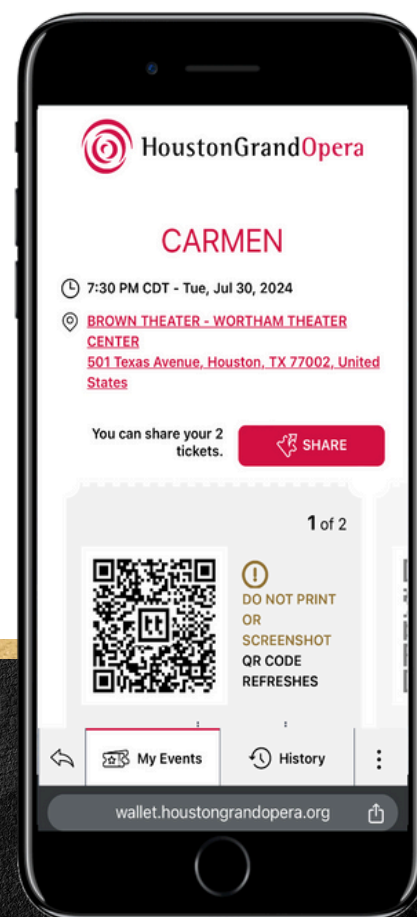 HoustonGrandOpera
CARMEN
7:30 PM CDT - Tue, Jul 30, 2024
BROWN THEATER - WORTHAM THEATER
CENTER
501 Texas Avenue, Houston, TX 77002, United
States
You can share your 2
tickets.
SHARE
1 of 2
DO NOT PRINT
OR
SCREENSHOT
QR CODE
REFRESHES
tt
My Events
History
wallet.houstongrandopera.org